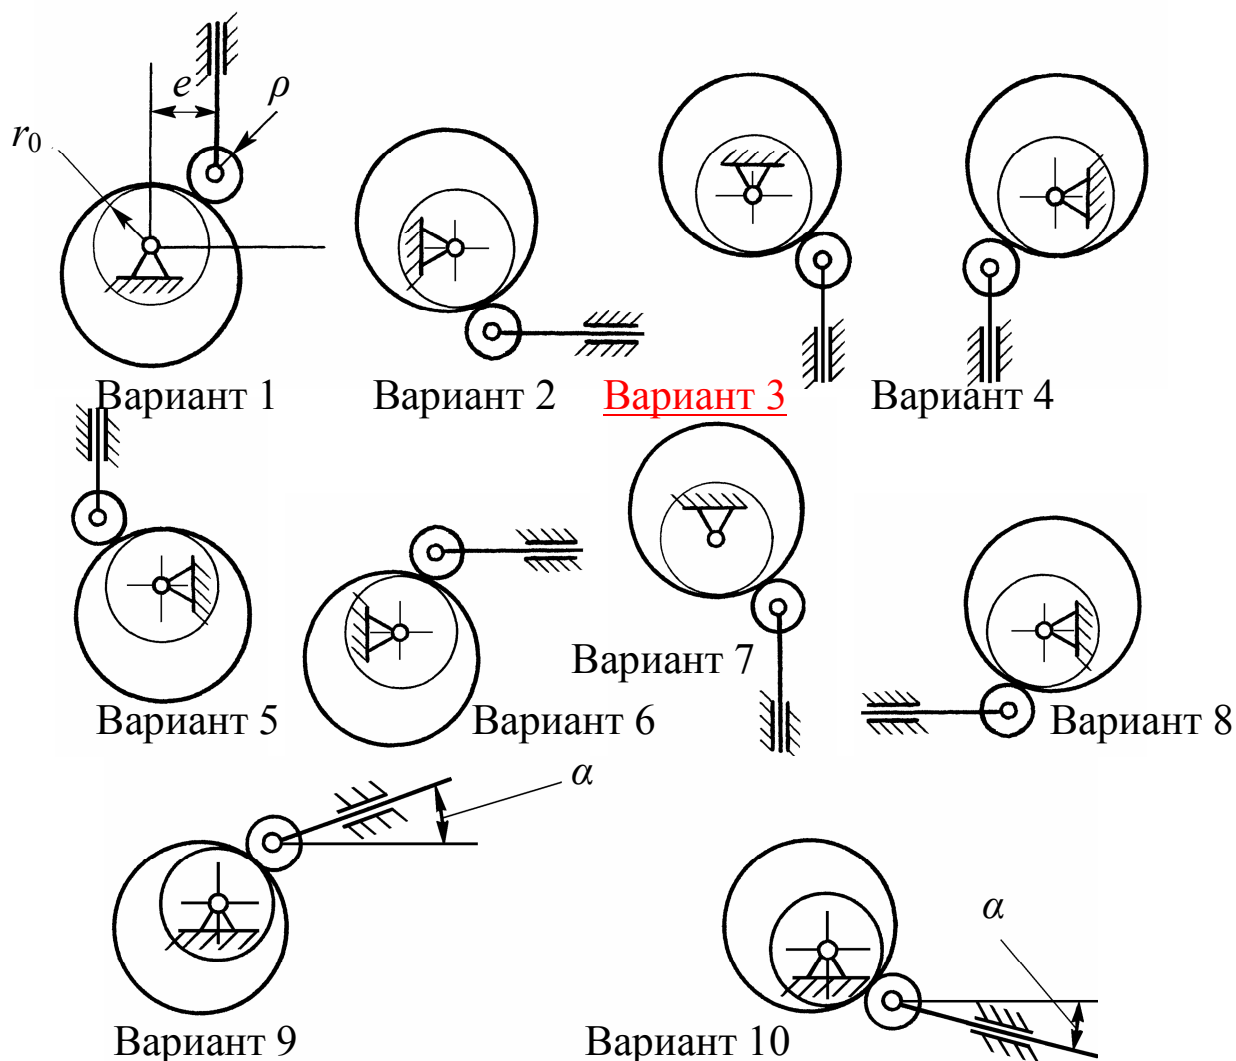 e
ρ
r₀
Вариант 1
Вариант 2
Вариант 3
Вариант 4
Вариант 5
Вариант 6
Вариант 7
Вариант 8
α
Вариант 9
α
Вариант 10